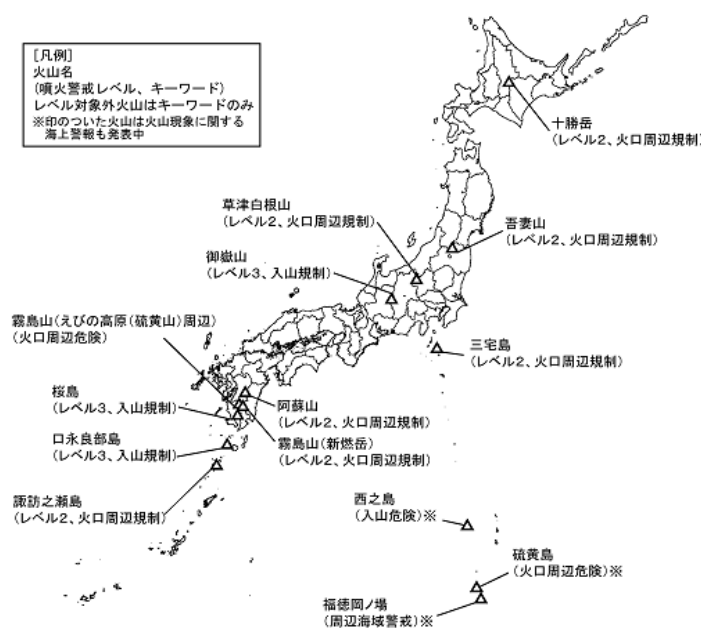 [凡例]
火山名
(噴火警戒レベル、キーワード)
レベル対象外火山はキーワードのみ
※印のついた火山は火山現象に関する
海上警報も発表中
十勝岳
(レベル2、火口周辺規制)
草津白根山
(レベル2、火口周辺規制)
吾妻山
(レベル2、火口周辺規制)
御嶽山
(レベル3、入山規制)
霧島山(えびの高原(硫黄山)周辺)
(火口周辺危険)
三宅島
(レベル2、火口周辺規制)
桜島
(レベル3、入山規制)
阿蘇山
(レベル2、火口周辺規制)
口永良部島
(レベル3、入山規制)
霧島山(新燃岳)
(レベル2、火口周辺規制)
諏訪之瀬島
(レベル2、火口周辺規制)
西之島
(入山危険)※
硫黄島
(火口周辺危険)※
福徳岡ノ場
(周辺海域警戒)※